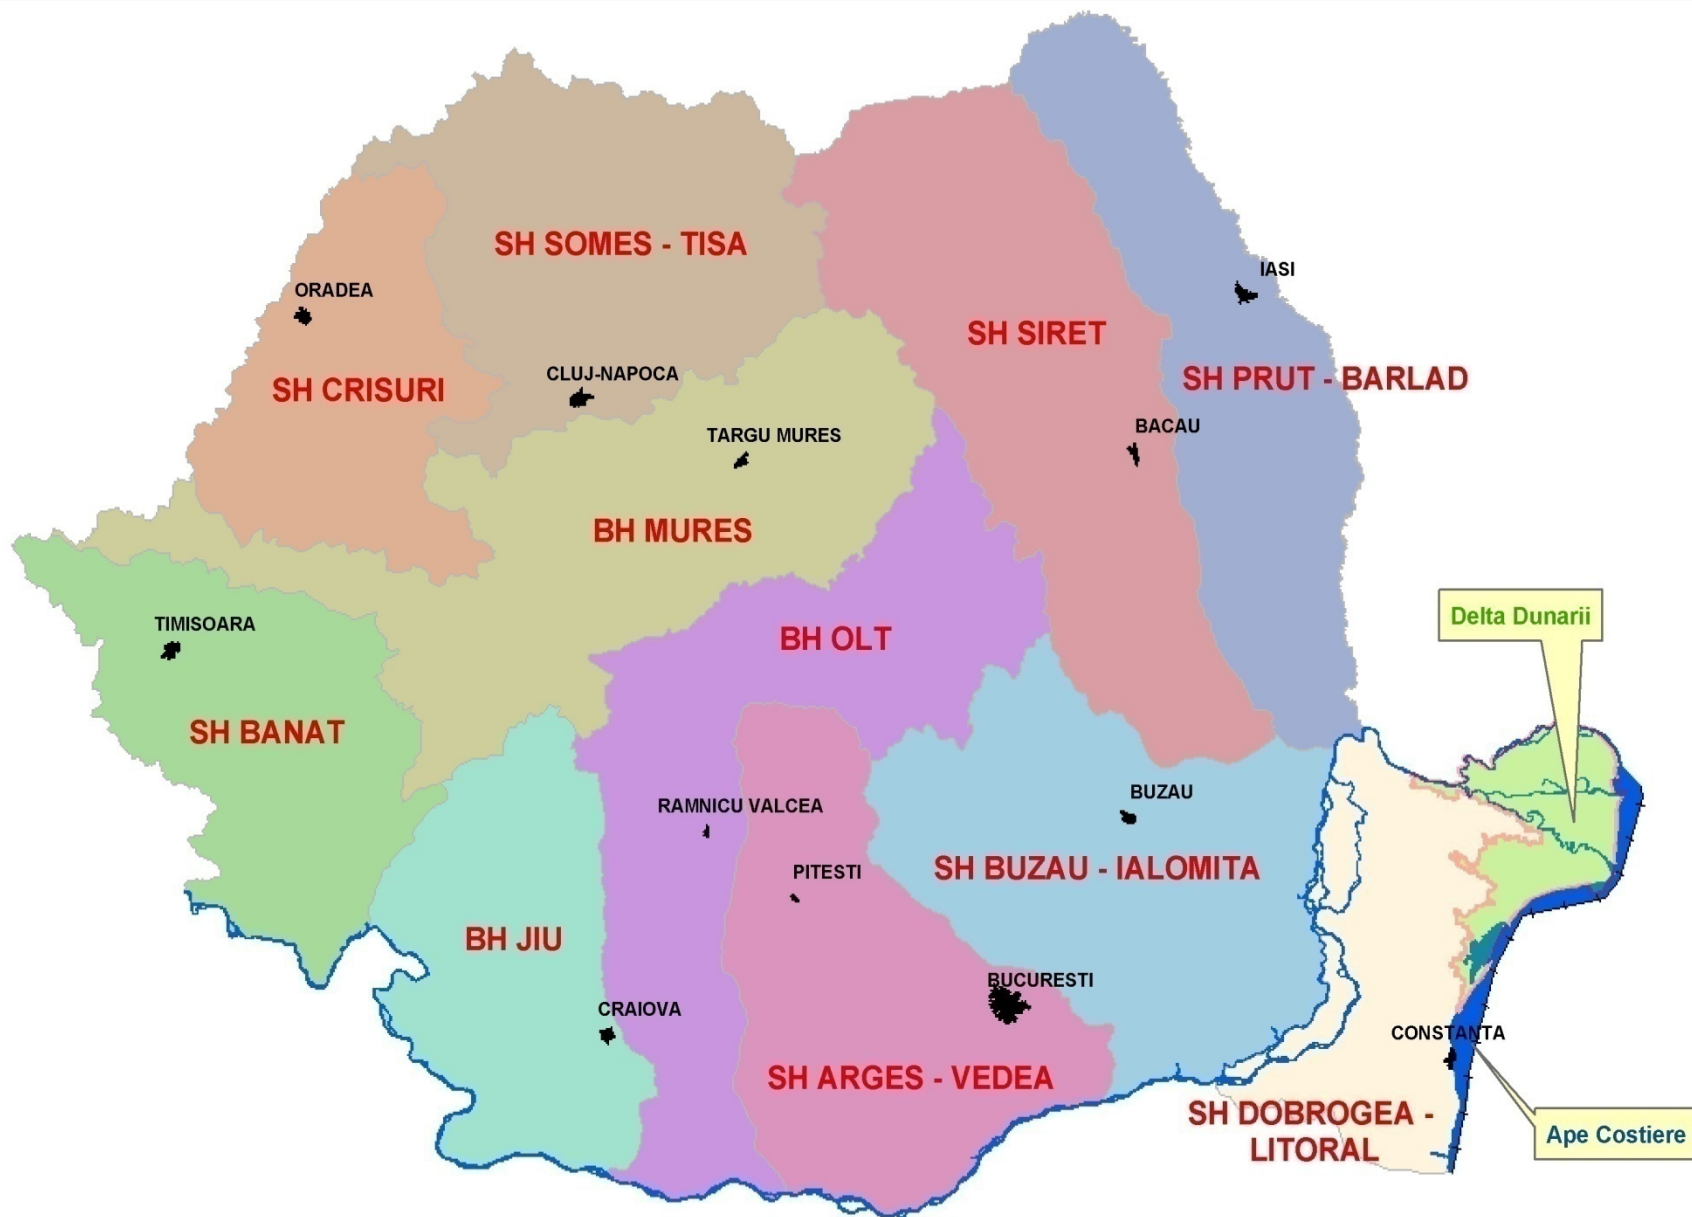 SH SOMES - TISA
IASI
ORADEA
SH SIRET
SH CRISURI
CLUJ-NAPOCA
SH PRUT - BARLAD
TARGU MURES
BACAU
BH MURES
Delta Dunarii
TIMISOARA
BH OLT
SH BANAT
BUZAU
RAMNICU VALCEA
PITESTI
SH BUZAU - IALOMITA
BH JIU
BUCURESTI
CRAIOVA
CONSTANTA
SH ARGES - VEDEA
SH DOBROGEA -
LITORAL
Ape Costiere